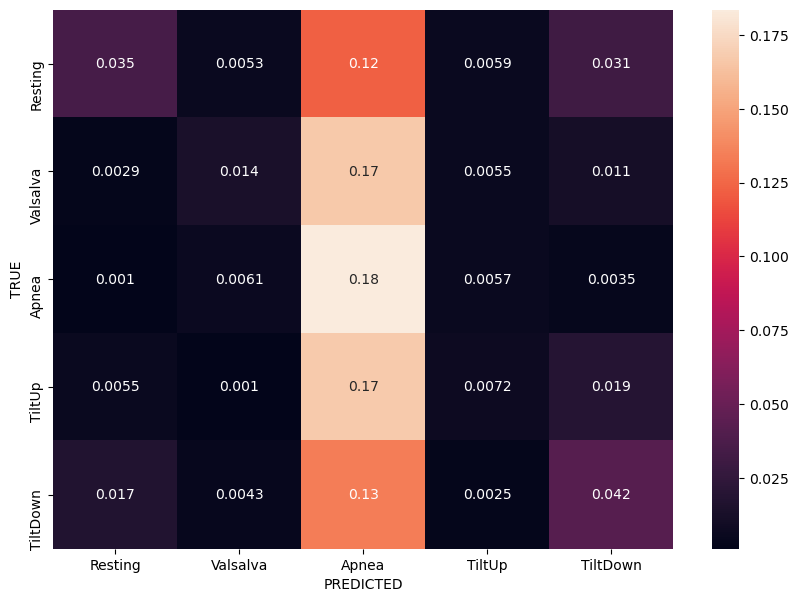 Resting 0.035 0.0053 0.12 0.0059 0.031
Valsalva 0.0029 0.014 0.17 0.0055 0.011
Apnea 0.001 0.0061 0.18 0.0057 0.0035
TiltUp 0.0055 0.001 0.17 0.0072 0.019
TiltDown 0.017 0.0043 0.13 0.0025 0.042
TRUE
Resting Valsalva Apnea TiltUp TiltDown
PREDICTED
0.175
0.150
0.125
0.100
0.075
0.050
0.025